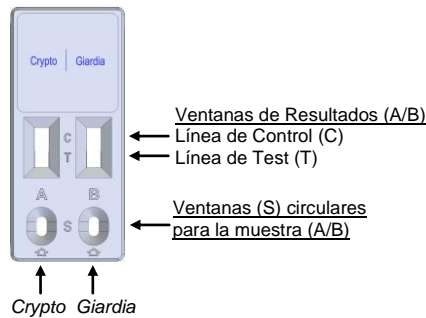 Crypto Giardia
Ventanas de Resultados (A/B)
C Línea de Control (C)
T Línea de Test (T)
A B
Ventanas (S) circulares
S para la muestra (A/B)
Crypto Giardia